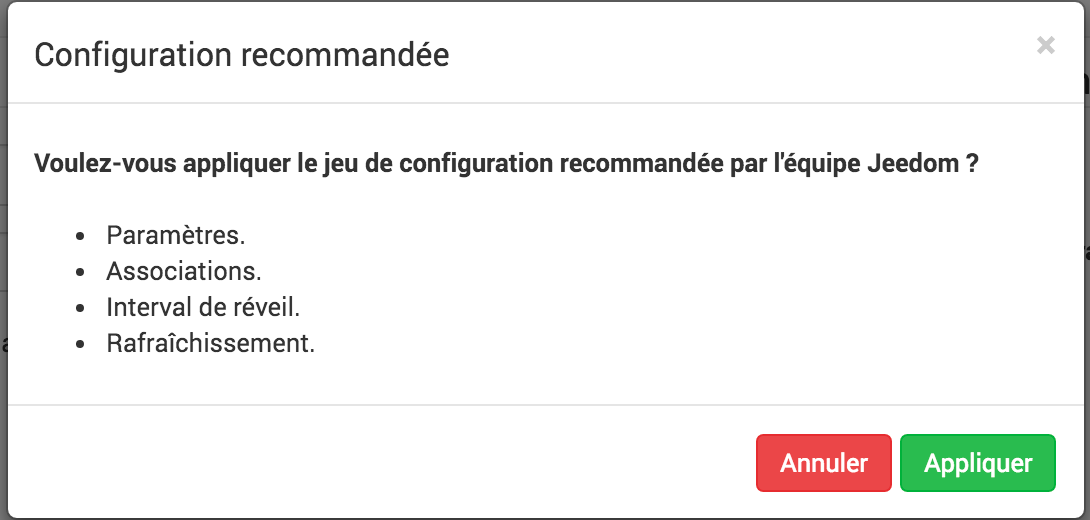 Configuration recommandée
×
Voulez-vous appliquer le jeu de configuration recommandée par l'équipe Jeedom ?
• Paramètres.
• Associations.
• Interval de réveil.
• Rafraîchissement.
Annuler
Appliquer